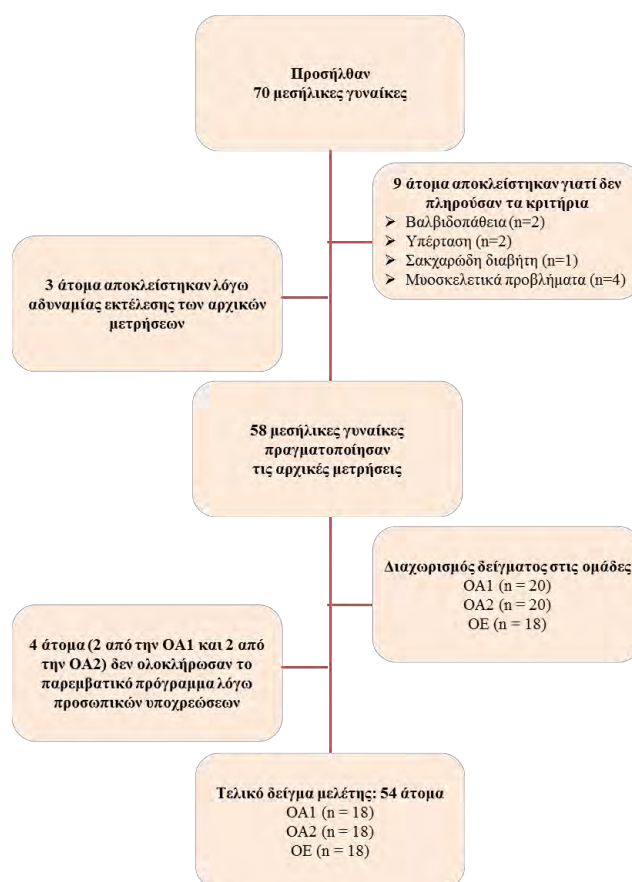 Προσήλθαν
70 μεσήλικες γυναίκες
9 άτομα αποκλείστηκαν γιατί δεν
πληρούσαν τα κριτήρια
➢ Βαλβιδοπάθεια (n=2)
➢ Υπέρταση (n=2)
➢ Σακχαρώδη διαβήτη (n=1)
➢ Μυοσκελετικά προβλήματα (n=4)
3 άτομα αποκλείστηκαν λόγω
αδυναμίας εκτέλεσης των αρχικών
μετρήσεων
58 μεσήλικες γυναίκες
πραγματοποίησαν
τις αρχικές μετρήσεις
Διαχωρισμός δείγματος στις ομάδες
ΟΑ1 (n = 20)
ΟΑ2 (n = 20)
ΟΕ (n = 18)
4 άτομα (2 από την ΟΑ1 και 2 από
την ΟΑ2) δεν ολοκλήρωσαν το
παρεμβατικό πρόγραμμα λόγω
προσωπικών υποχρεώσεων
Τελικό δείγμα μελέτης: 54 άτομα
ΟΑ1 (n = 18)
ΟΑ2 (n = 18)
ΟΕ (n = 18)